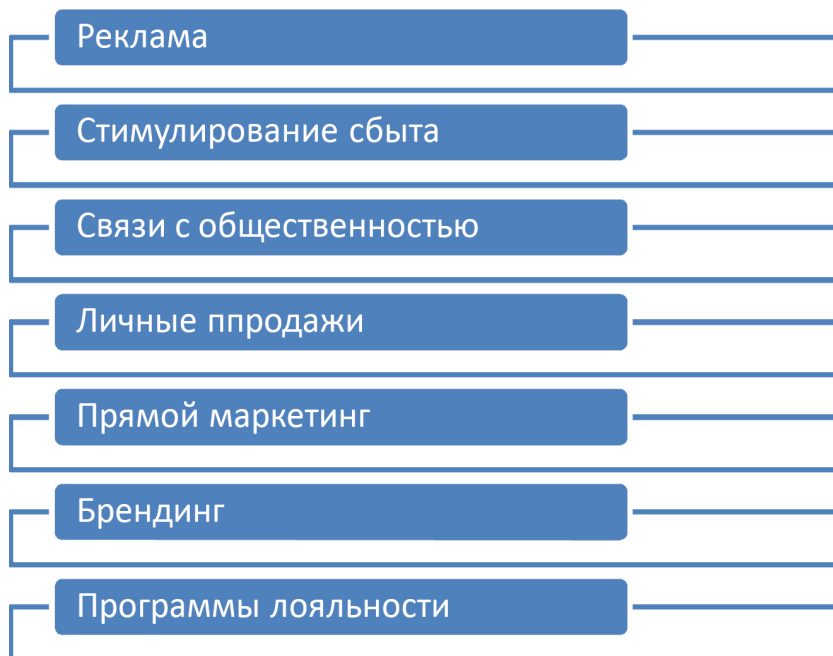 Реклама
Стимулирование сбыта
Связи с общественностью
Личные ппродажи
Прямой маркетинг
Брендинг
Программы лояльности